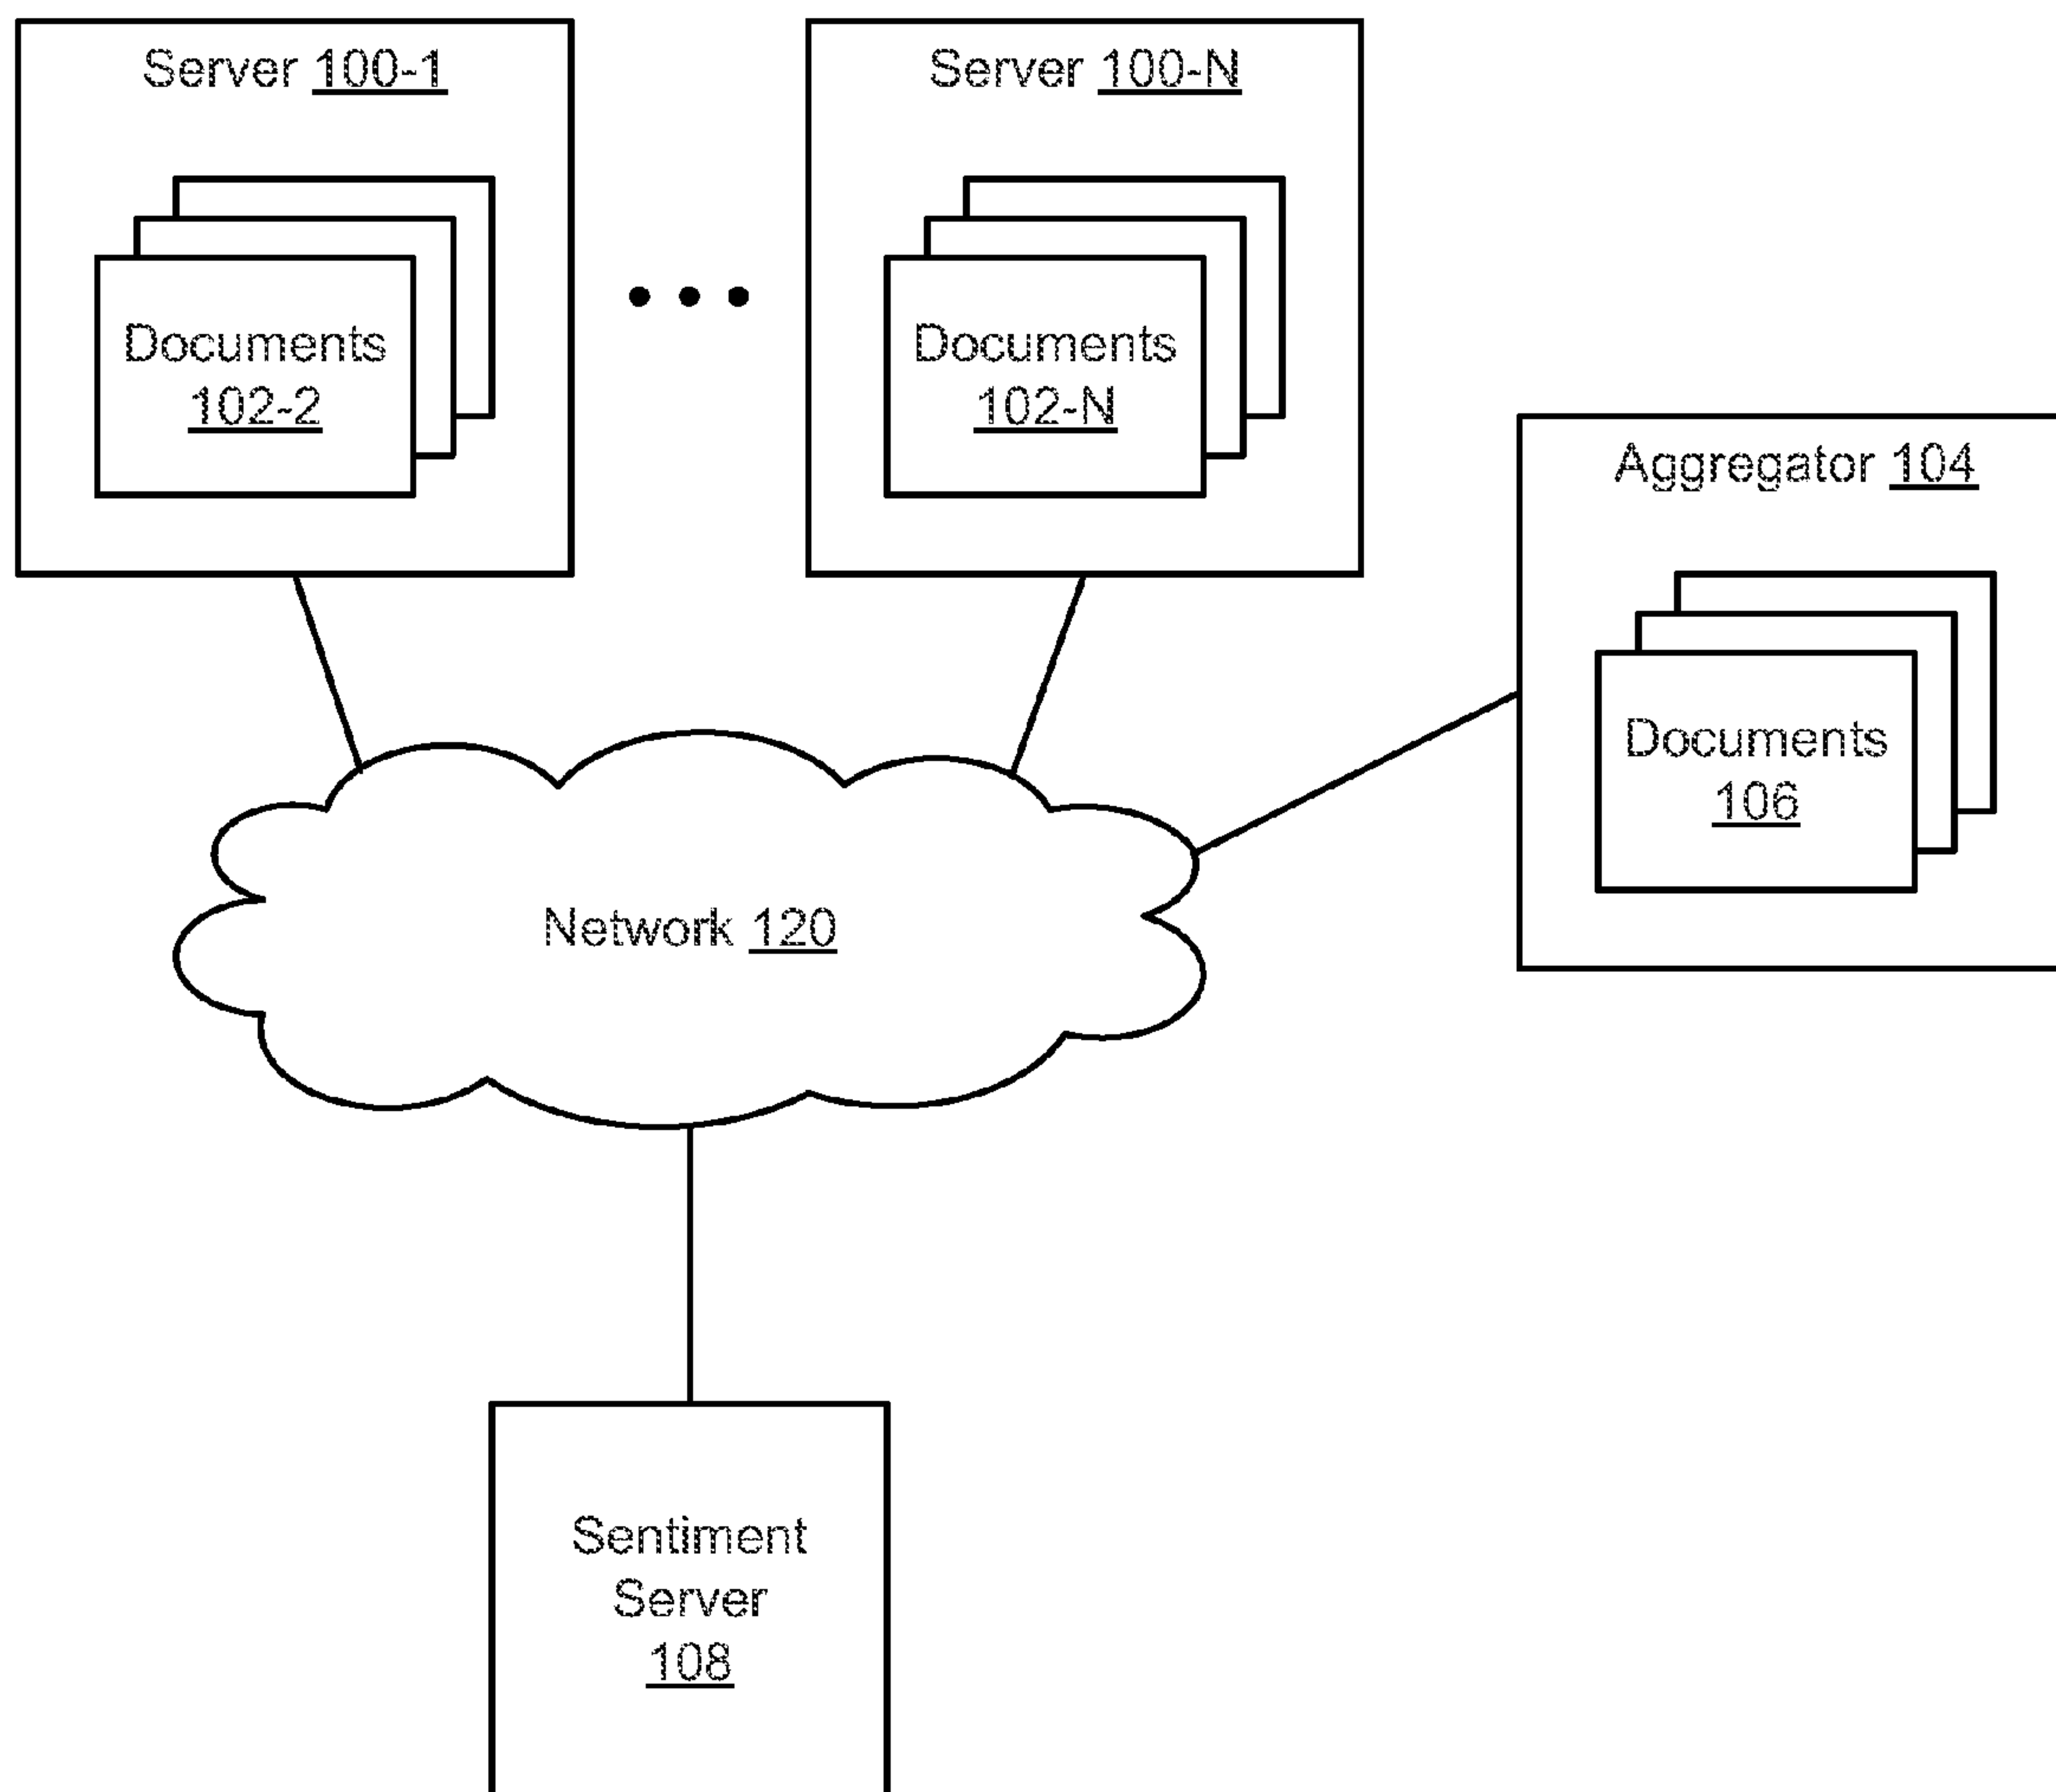 Server 100-1
Server 100-N
Documents
102-2
Documents
102-N
Aggregator 104
Documents
106
Network 120
Sentiment
Server
108